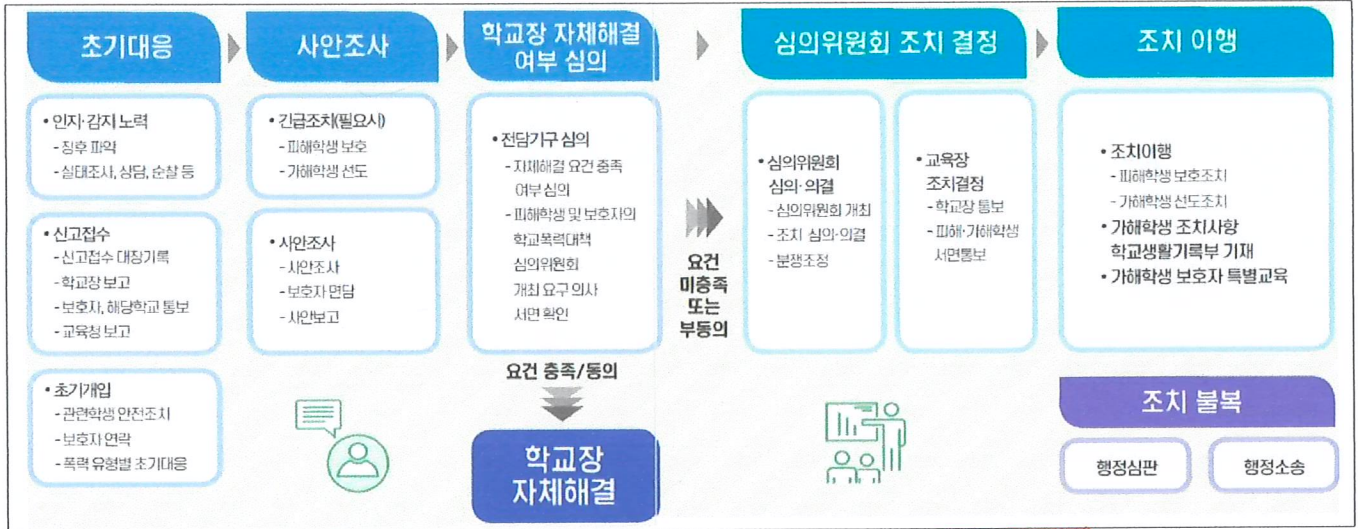 초기대응
• 인지·감지 노력
- 징후 파악
- 실태조사, 상담, 순찰 등
• 신고접수
- 신고접수 대장기록
- 학교장 보고
- 보호자, 해당학교 통보
- 교육청 보고
• 초기개입
- 관련학생 안전조치
- 보호자 연락
- 폭력 유형별 초기대응
사안조사
• 긴급조치(필요시)
- 피해학생 보호
- 가해학생 선도
• 사안조사
- 사안조사
- 보호자 면담
- 사안보고
학교장 자체해결
여부 심의
• 전담기구 심의
- 자체해결 요건 충족
여부 심의
- 피해학생 및 보호자의
학교폭력대책
심의위원회
개최 요구 의사
서면 확인
요건 충족/동의
학교장
자체해결
요건
미충족
또는
부동의
심의위원회 조치 결정
• 심의위원회
심의·의결
- 심의위원회 개최
- 조치 심의·의결
- 분쟁조정
• 교육장
조치결정
- 학교장 통보
- 피해·가해학생
서면통보
조치 이행
• 조치이행
- 피해학생 보호조치
- 가해학생 선도조치
• 가해학생 조치사항
학교생활기록부 기재
• 가해학생 보호자 특별교육
조치 불복
행정심판
행정소송